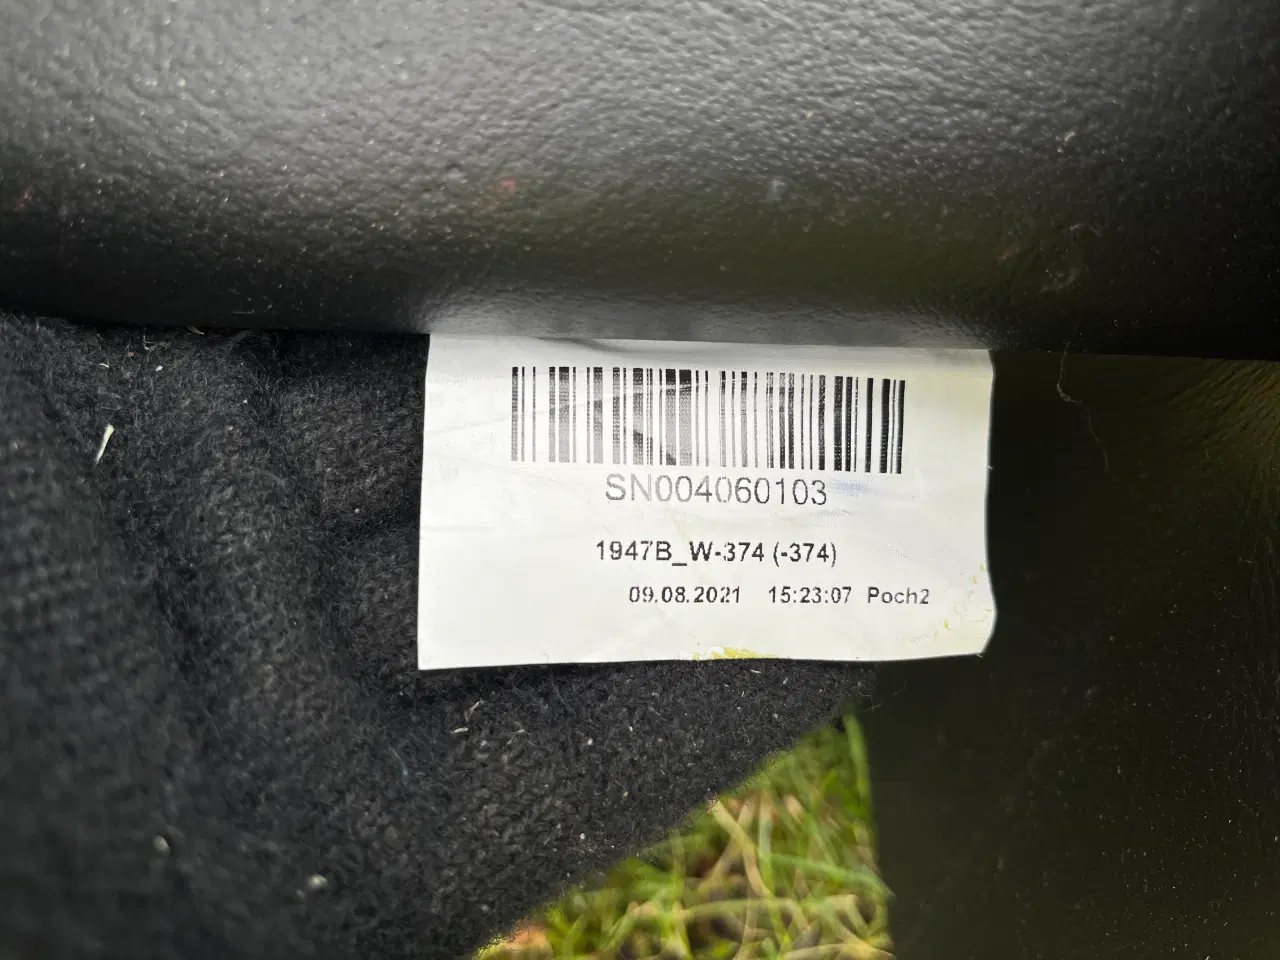 SN004060103
1947B_W-374 (-374)
09.08.2021 15:23:07 Poch2